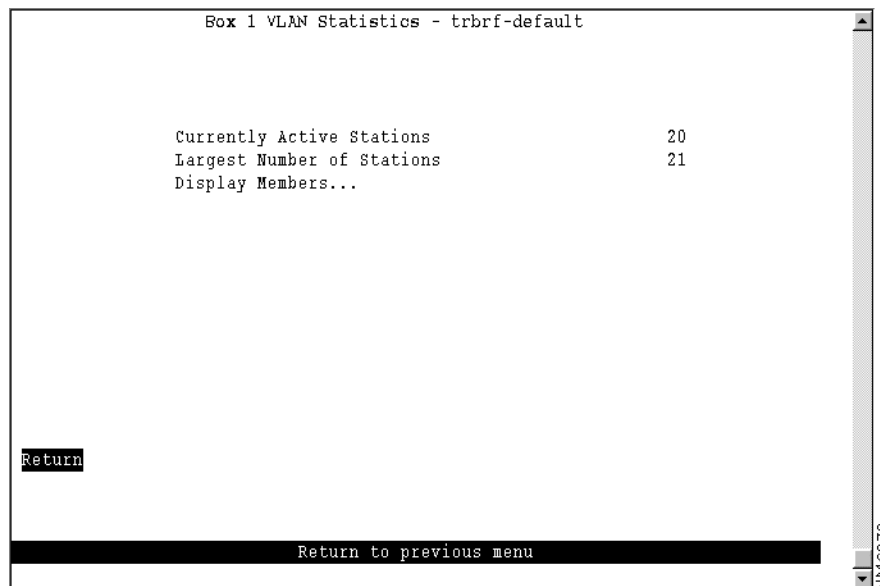 Box 1 VLAN Statistics - trbrf-default
Currently Active Stations 20
Largest Number of Stations 21
Display Members...
Return
Return to previous menu